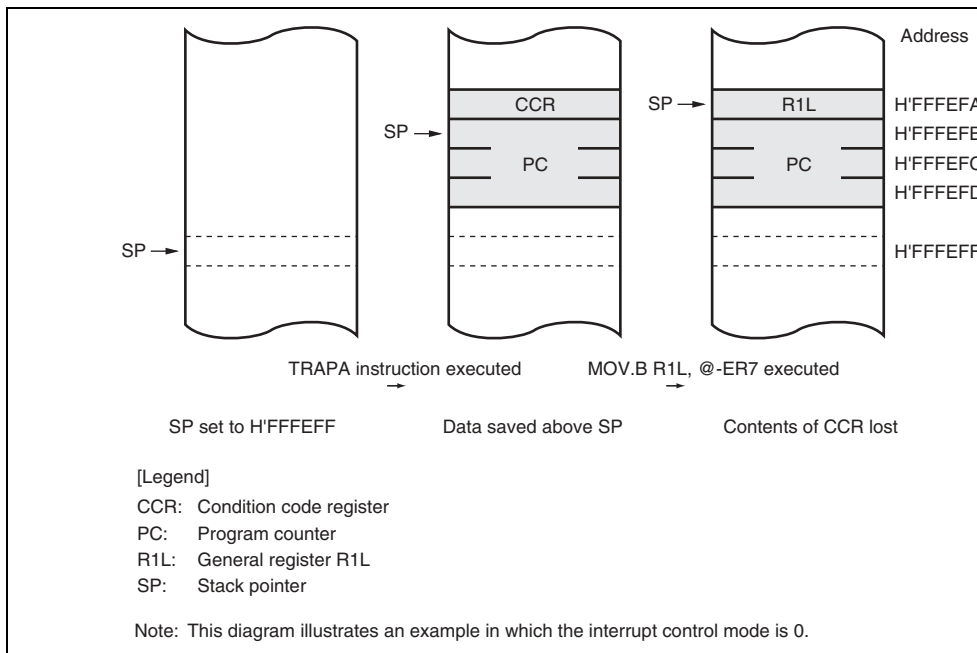 Address
CCR
SP
R1L
H'FFFEFA
SP
H'FFFEFB
PC
PC
H'FFFEFC
H'FFFEFD
SP
H'FFFEFF
TRAPA instruction executed
MOV.B R1L, @-ER7 executed
SP set to H'FFFEFF
Data saved above SP
Contents of CCR lost
[Legend]
CCR: Condition code register
PC: Program counter
R1L: General register R1L
SP: Stack pointer
Note: This diagram illustrates an example in which the interrupt control mode is 0.